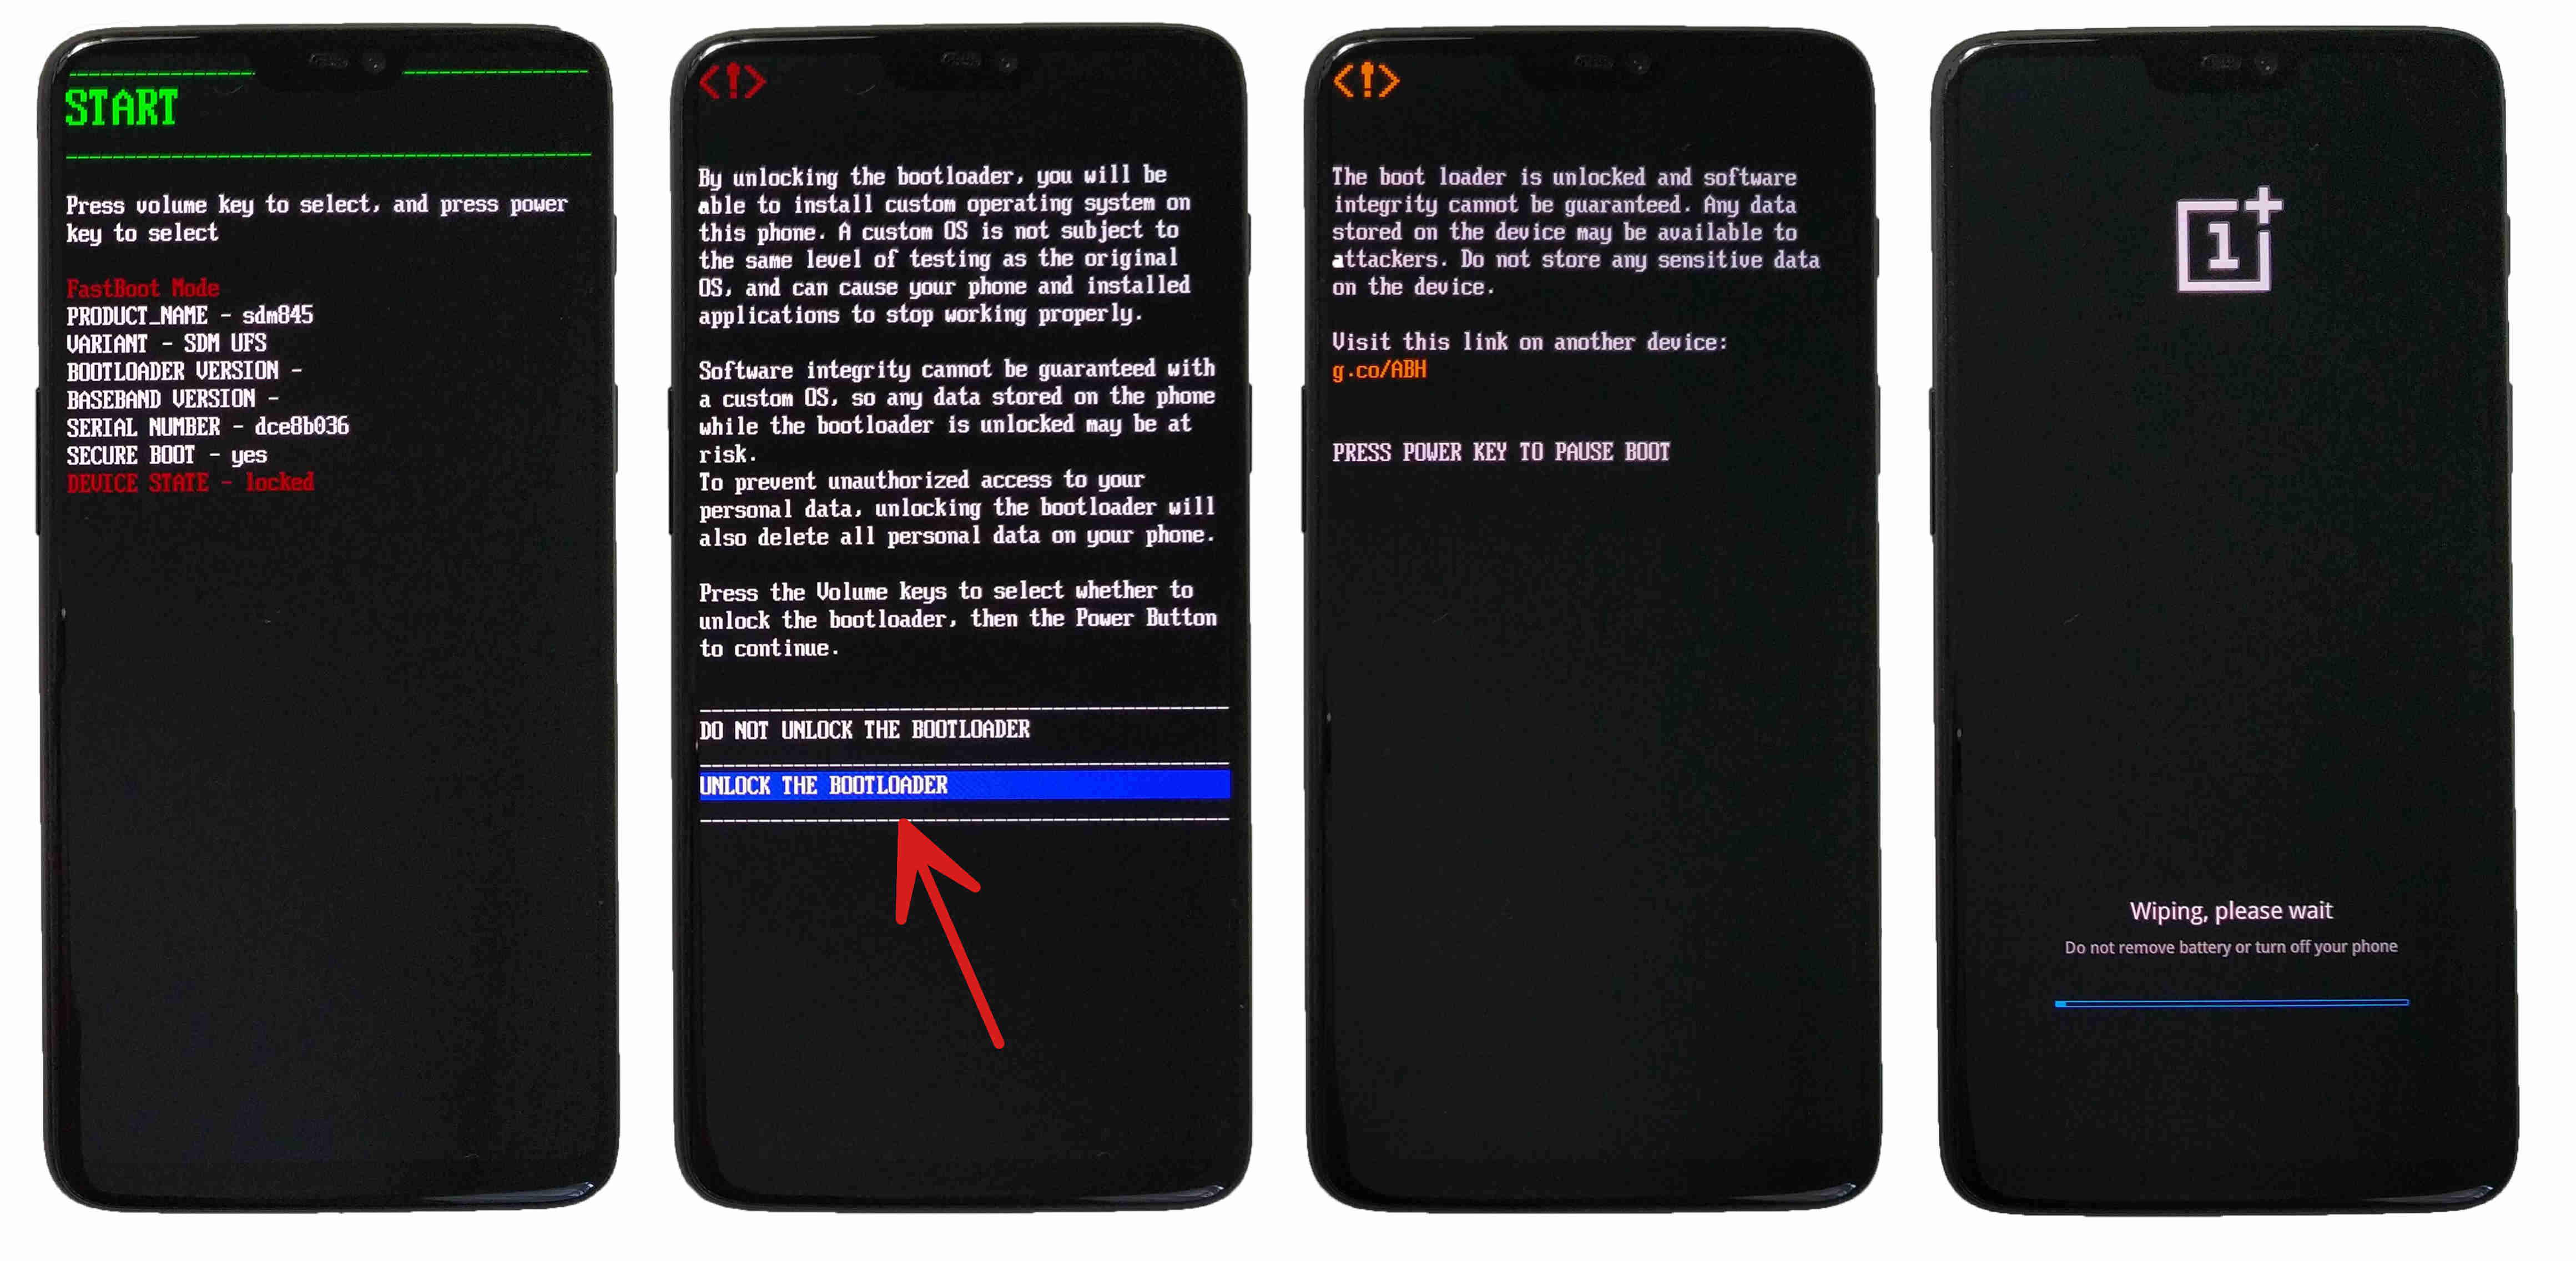 START
Press volume key to select, and press power
key to select
FastBoot Mode
PRODUCT_NAME - sdm845
VARIANT - SDM UFS
BOOTLOADER VERSION -
BASEBAND VERSION -
SERIAL NUMBER - dce8b036
SECURE BOOT - yes
DEVICE STATE - locked
<!>
By unlocking the bootloader, you will be
able to install custom operating system on
this phone. A custom OS is not subject to
the same level of testing as the original
OS, and can cause your phone and installed
applications to stop working properly.
Software integrity cannot be guaranteed with
a custom OS, so any data stored on the phone
while the bootloader is unlocked may be at
risk.
To prevent unauthorized access to your
personal data, unlocking the bootloader will
also delete all personal data on your phone.
Press the Volume keys to select whether to
unlock the bootloader, then the Power Button
to continue.
DO NOT UNLOCK THE BOOTLOADER
UNLOCK THE BOOTLOADER
<!>
The boot loader is unlocked and software
integrity cannot be guaranteed. Any data
stored on the device may be available to
attackers. Do not store any sensitive data
on the device.
Visit this link on another device:
g.co/ABH
PRESS POWER KEY TO PAUSE BOOT
1+
Wiping, please wait
Do not remove battery or turn off your phone